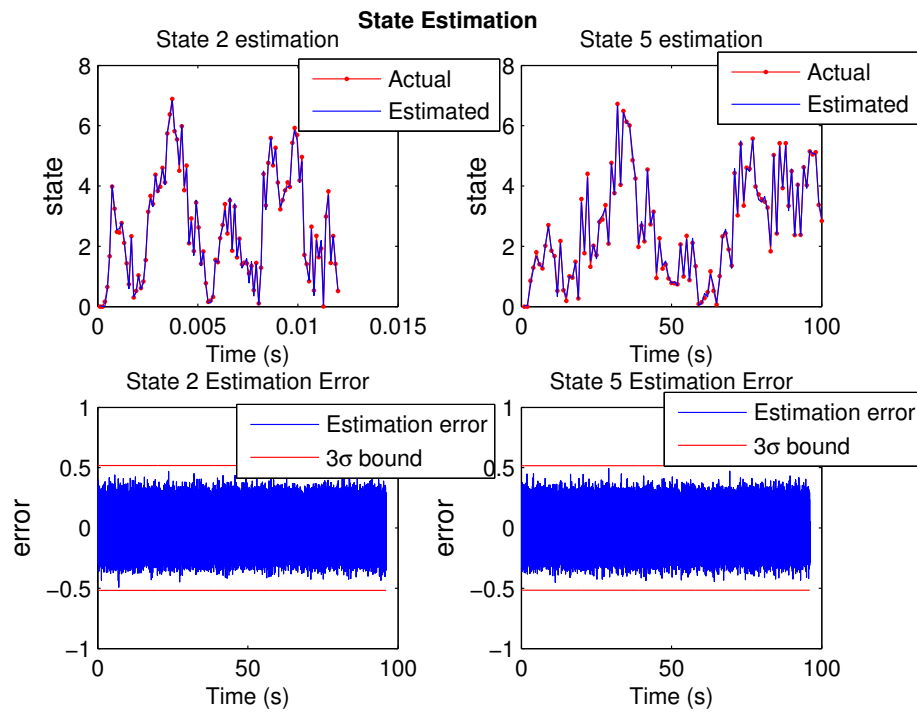 State Estimation
State 2 estimation
State 5 estimation
Actual
Estimated
Actual
Estimated
state
8
6
4
2
0
0
0.005
0.01
0.015
Time (s)
state
8
6
4
2
0
0
50
100
Time (s)
State 2 Estimation Error
State 5 Estimation Error
Estimation error
3σ bound
Estimation error
3σ bound
error
1
0.5
0
−0.5
−1
0
50
100
Time (s)
error
1
0.5
0
−0.5
−1
0
50
100
Time (s)